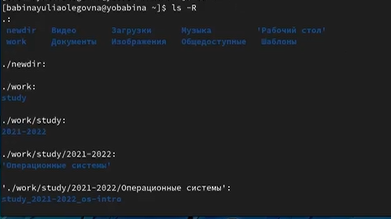 [babinayuliaolegovna@yobabina ~]$ ls -R
.:
newdir Видео Загрузки Музыка 'Рабочий стол'
work Документы Изображения Общедоступные Шаблоны
./newdir:
./work:
study
./work/study:
2021-2022
./work/study/2021-2022:
'Операционные системы'
'./work/study/2021-2022/Операционные системы':
study_2021-2022_os-intro